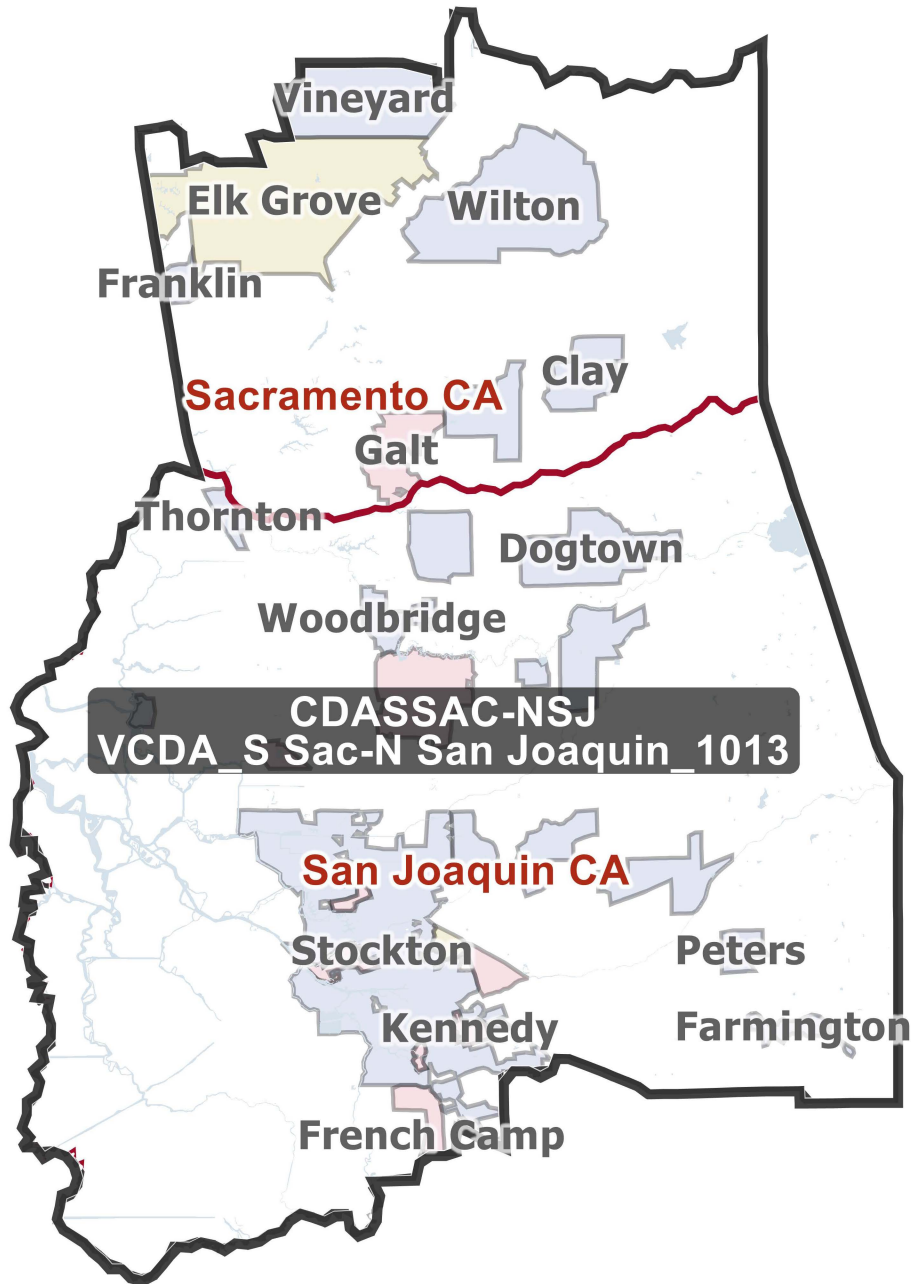 Vineyard
Elk Grove
Wilton
Franklin
Clay
Sacramento CA
Galt
Thornton
Dogtown
Woodbridge
CDASSAC-NSJ
VCDA_S Sac-N San Joaquin_1013
San Joaquin CA
Stockton
Peters
Kennedy
Farmington
French Camp